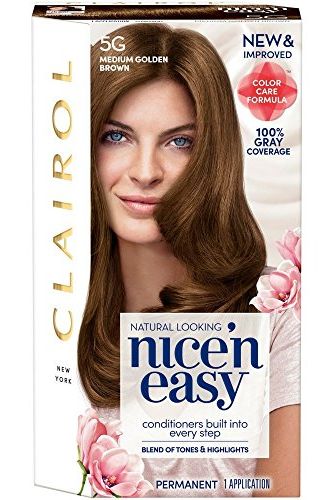 5G
MEDIUM GOLDEN
BROWN
NEW &
IMPROVED
COLOR
CARE
FORMULA
100%
GRAY
COVERAGE
CLAIROL
NEW
YORK
NATURAL LOOKING
nice'n
easy
conditioners built into
every step
BLEND OF TONES & HIGHLIGHTS
PERMANENT 1 APPLICATION